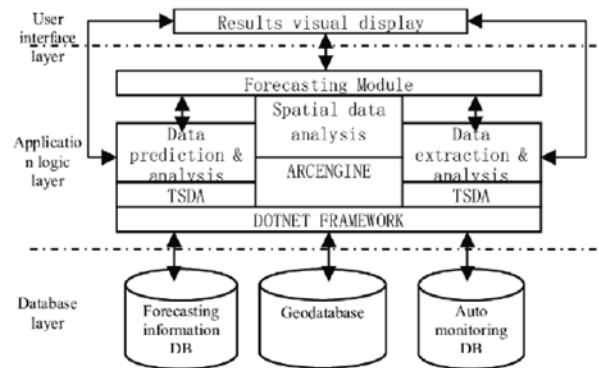 User
interface
layer
Results visual display
Forecasting Module
Spatial data
analysis
Applicatio
n logic
layer
Data
prediction &
analysis
Data
extraction &
analysis
ARCENGINE
TSDA
TSDA
DOTNET FRAMEWORK
Database
layer
Forecasting
information
DB
Geodatabase
Auto
monitoring
DB